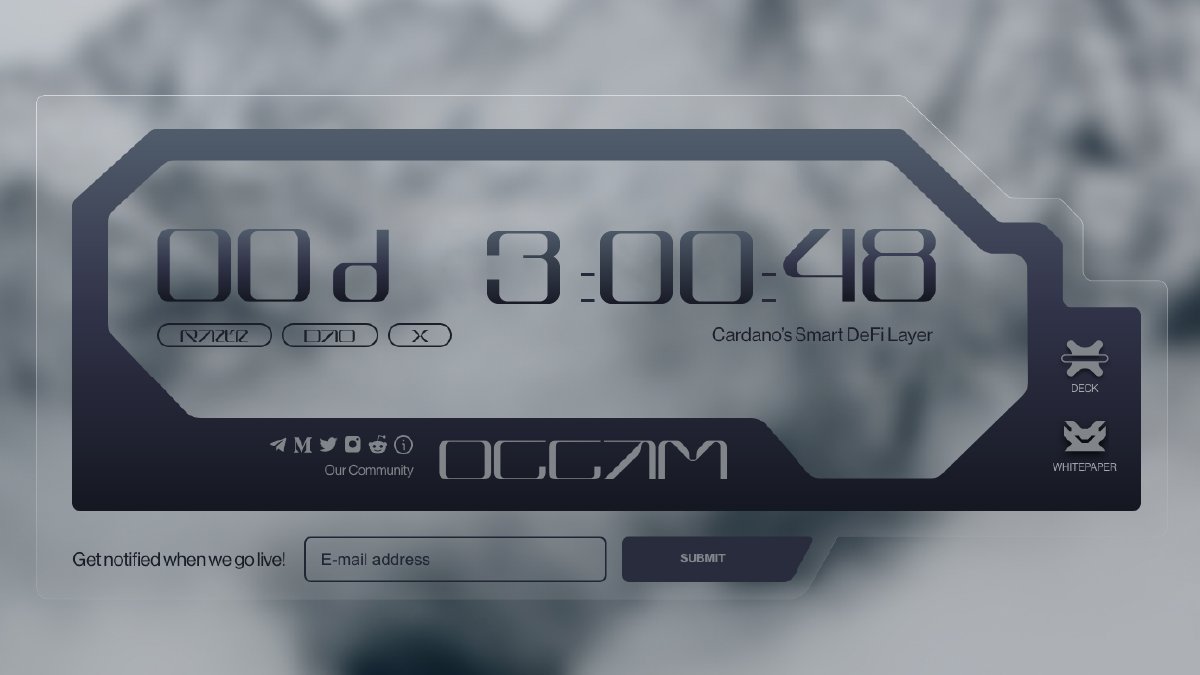 00 d 3:00:48
RAZER DAO X
Cardano's Smart DeFi Layer
DECK
OCCAM
Our Community
WHITEPAPER
Get notified when we go live!
E-mail address
SUBMIT